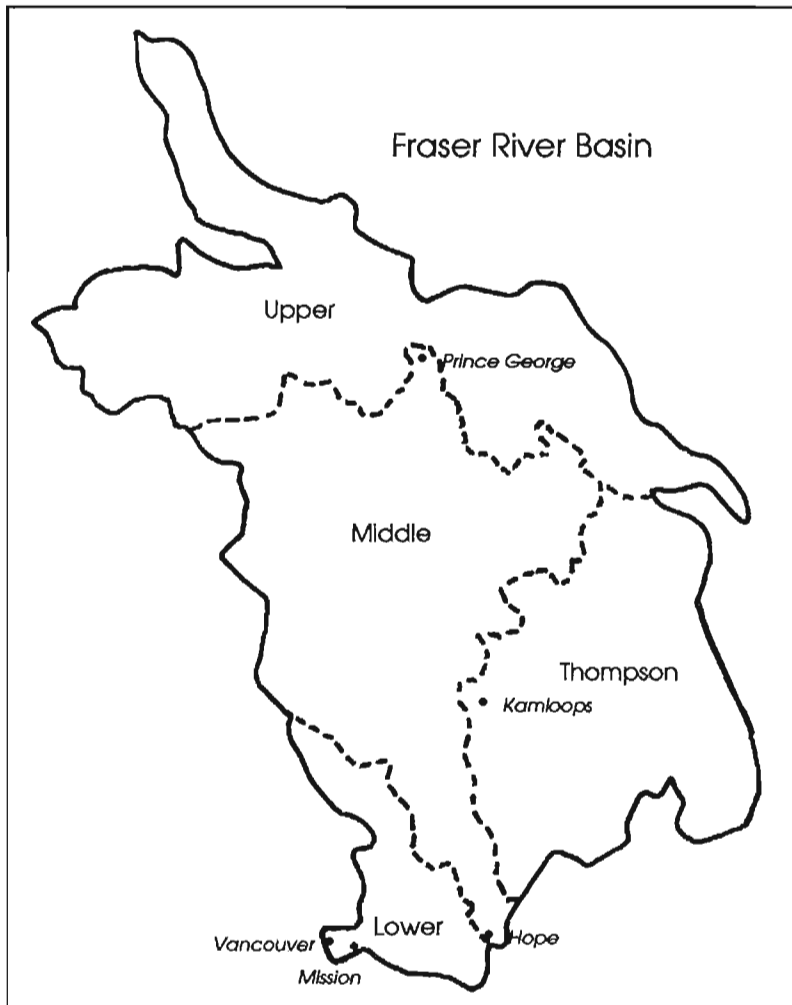 Fraser River Basin
Upper
Prince George
Middle
Thompson
Kamloops
Lower
Vancouver
Hope
Mission